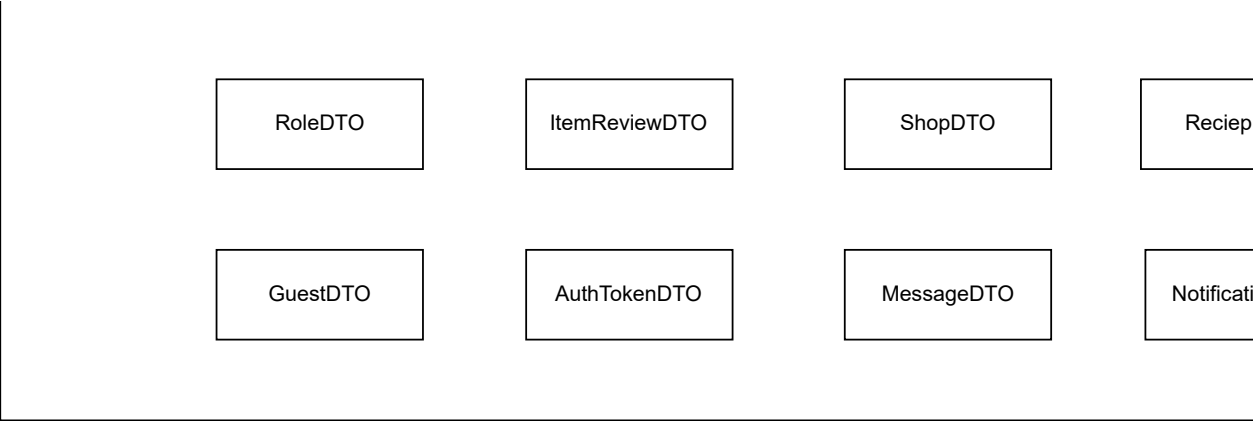 RoleDTO
ItemReviewDTO
ShopDTO
Reciep
GuestDTO
AuthTokenDTO
MessageDTO
Notificati